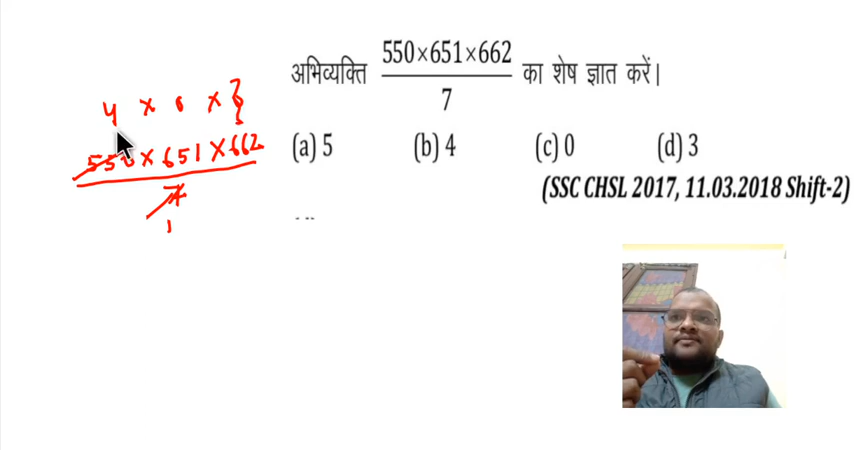 अभिव्यक्ति 550×651×662 / 7 का शेष ज्ञात करें।
(a) 5 (b) 4 (c) 0 (d) 3
(SSC CHSL 2017, 11.03.2018 Shift-2)
4 × 0 ×
550 × 651 × 662
7
1